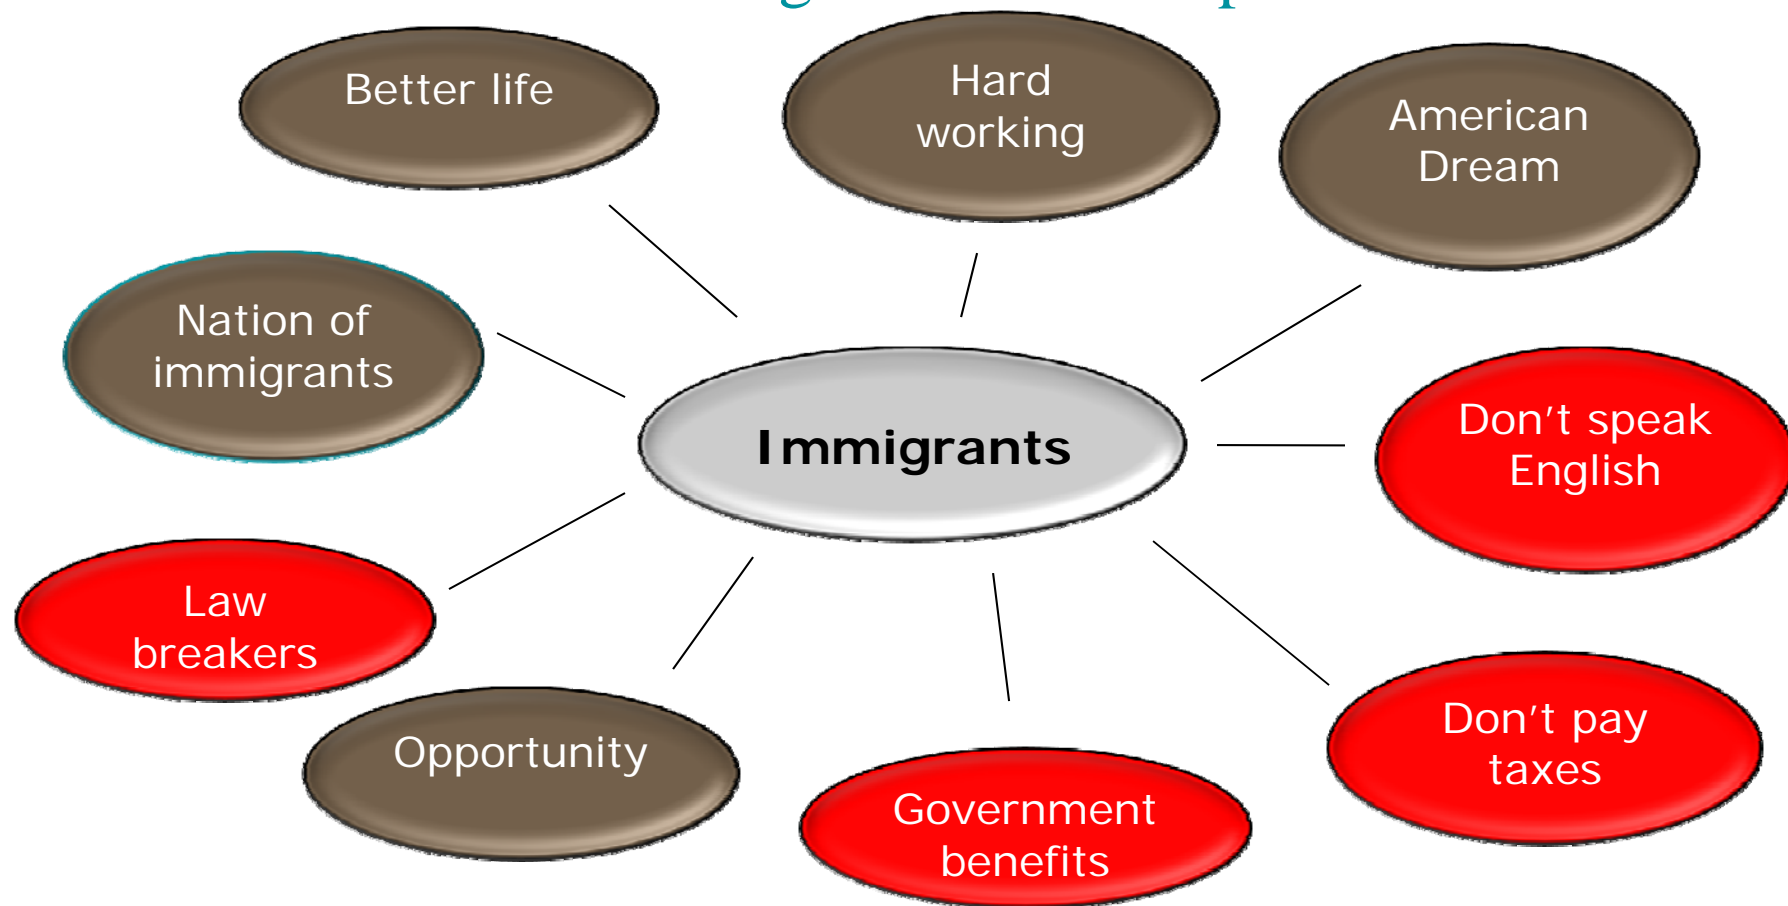 Better life
Hard
working
American
Dream
Nation of
immigrants
Immigrants
Don't speak
English
Law
breakers
Opportunity
Don't pay
taxes
Government
benefits